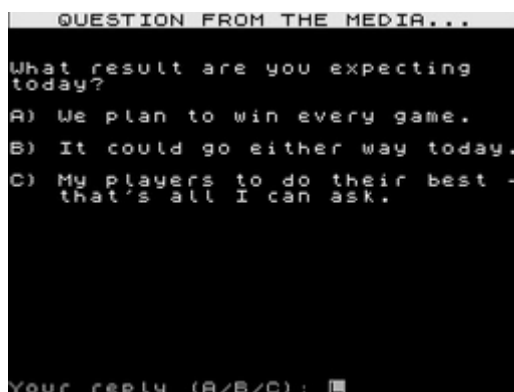 QUESTION FROM THE MEDIA...
What result are you expecting
today?
A) We plan to win every game.
B) It could go either way today.
C) My players to do their best -
that's all I can ask.
Your reply (A/B/C):